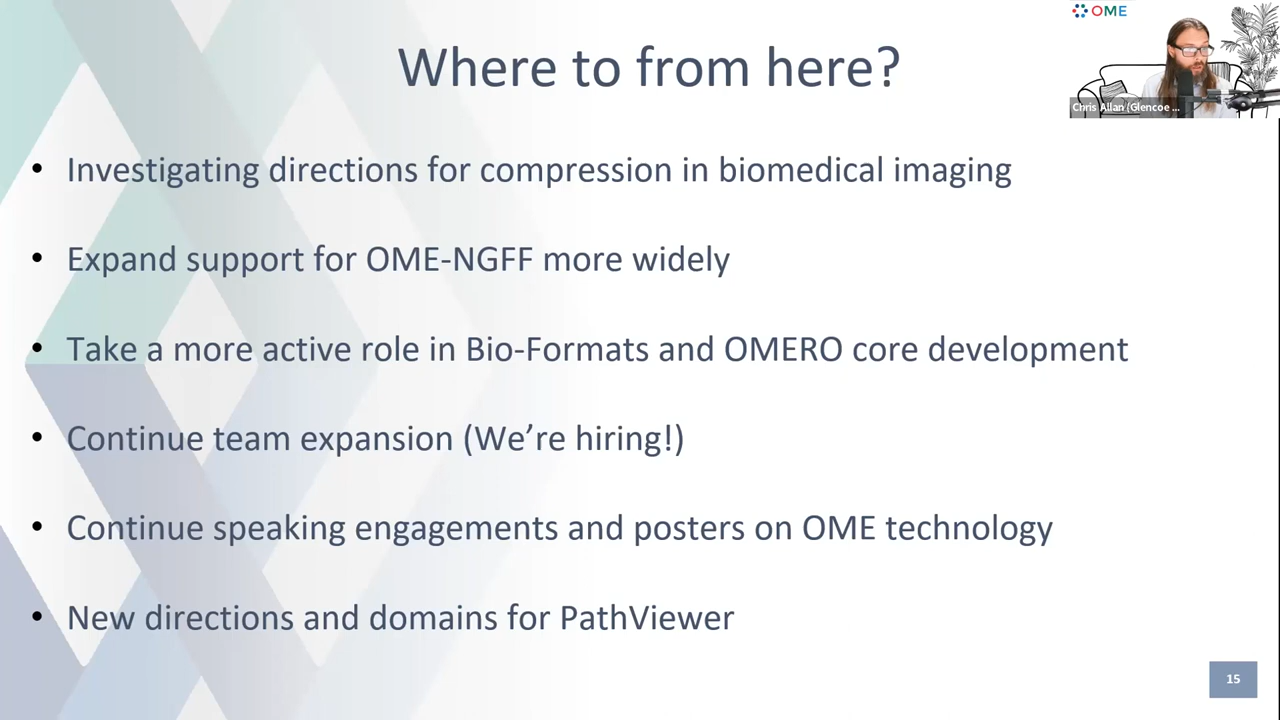 OME
Where to from here?
Chris Allan (Glencoe ...
• Investigating directions for compression in biomedical imaging
• Expand support for OME-NGFF more widely
• Take a more active role in Bio-Formats and OMERO core development
• Continue team expansion (We’re hiring!)
• Continue speaking engagements and posters on OME technology
• New directions and domains for PathViewer
15